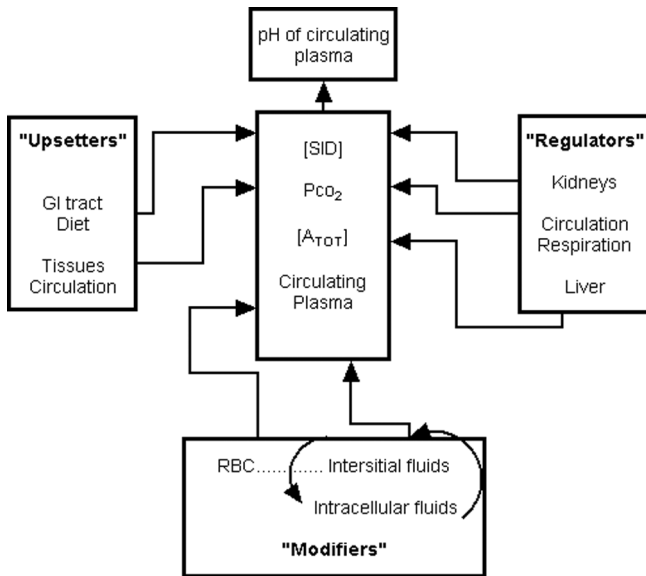 pH of circulating
plasma
"Upsetters"
GI tract
Diet
Tissues
Circulation
[SID]
Pco₂
[A_TOT]
Circulating
Plasma
"Regulators"
Kidneys
Circulation
Respiration
Liver
RBC............. Intersitial fluids
Intracellular fluids
"Modifiers"